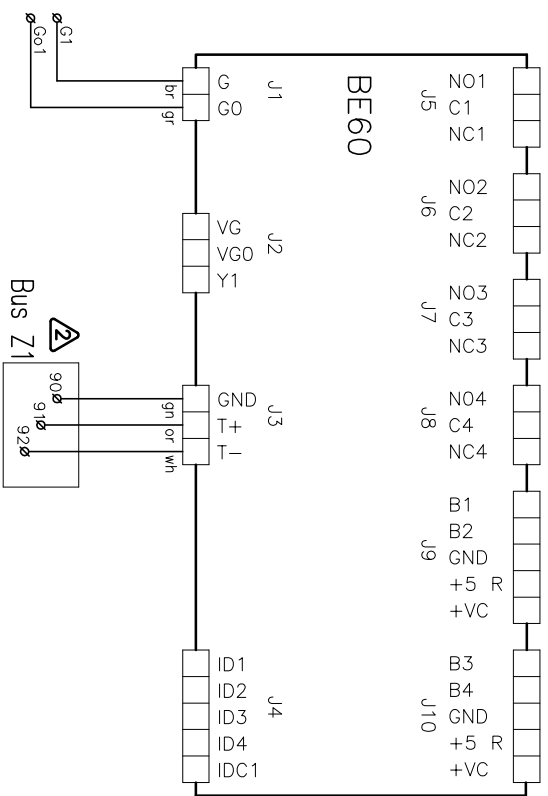 G1
Go1
br
gr
G
G0
J1
BE60
VG
VG0
Y1
J2
2
Bus Z1
90
91
92
gn
or
wh
GND
T+
T-
J3
ID1
ID2
ID3
ID4
IDC1
J4
NO1
C1
NC1
J5
NO2
C2
NC2
J6
NO3
C3
NC3
J7
NO4
C4
NC4
J8
B1
B2
GND
+5 R
+VC
J9
B3
B4
GND
+5 R
+VC
J10